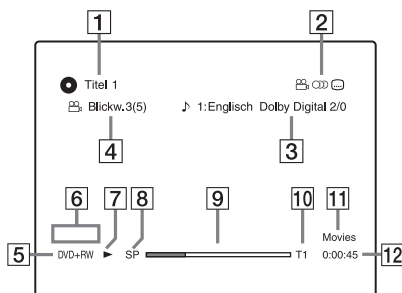 1 2
Titel 1
Blickw.3(5) 1:Englisch Dolby Digital 2/0
4 3
6 7 8 9 10 11
Movies
5 DVD+RW SP T1 0:00:45 12